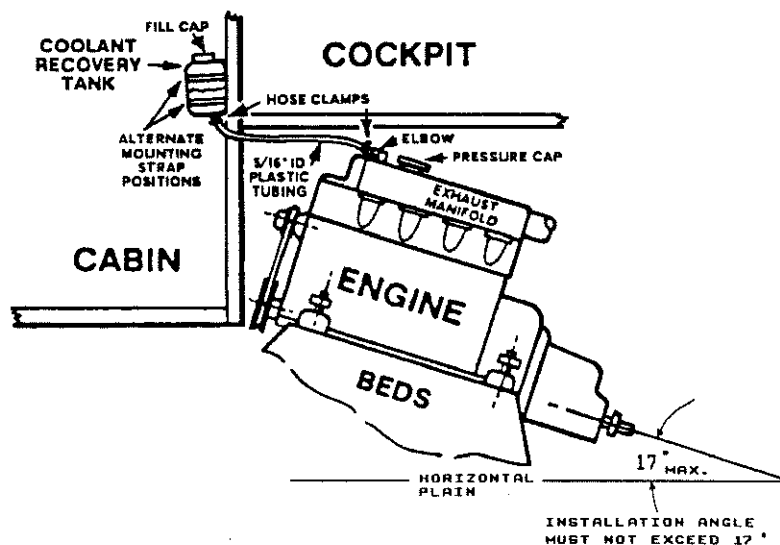 FILL CAP
COOLANT
RECOVERY
TANK
COCKPIT
HOSE CLAMPS
ELBOW
PRESSURE CAP
ALTERNATE
MOUNTING
STRAP
POSITIONS
5/16" ID
PLASTIC
TUBING
EXHAUST
MANIFOLD
CABIN
ENGINE
BEDS
17° MAX.
HORIZONTAL
PLAIN
INSTALLATION ANGLE
MUST NOT EXCEED 17°